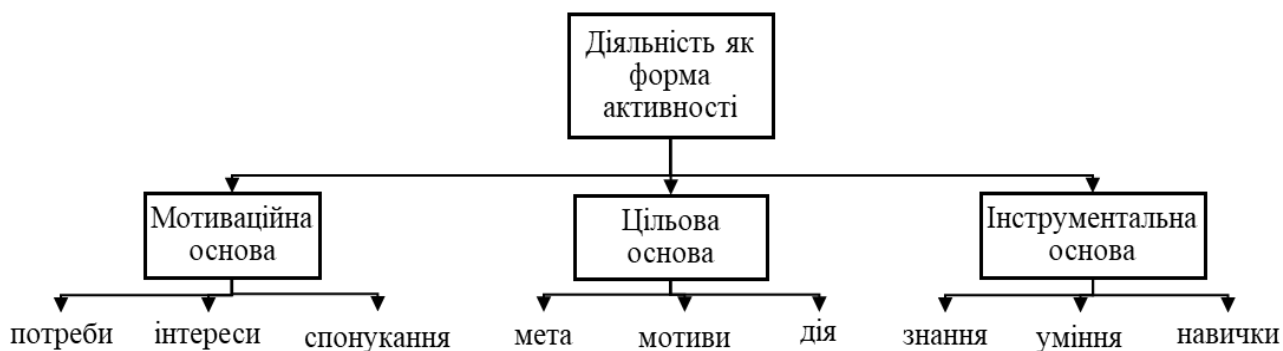 Діяльність як
форма
активності
Мотиваційна
основа
Цільова
основа
Інструментальна
основа
потреби
інтереси
спонукання
мета
мотиви
дія
знання
уміння
навички